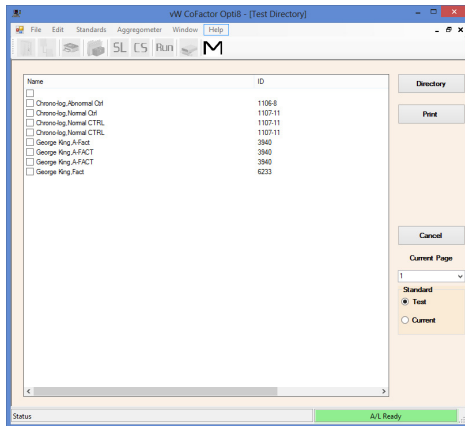 vW CoFactor Opti8 - [Test Directory]
File Edit Standards Aggregometer Window Help
SL CS Run M
Name ID
Directory
Chrono-log,Abnormal Ctrl 1106-8
Chrono-log,Normal Ctrl 1107-11
Print
Chrono-log,Normal CTRL 1107-11
Chrono-log,Normal CTRL 1107-11
George King,A-Fact 3940
George King,A-FACT 3940
George King,A-FACT 3940
George King,Fact 6233
Cancel
Current Page
1
Standard
Test
Current
Status A/L Ready